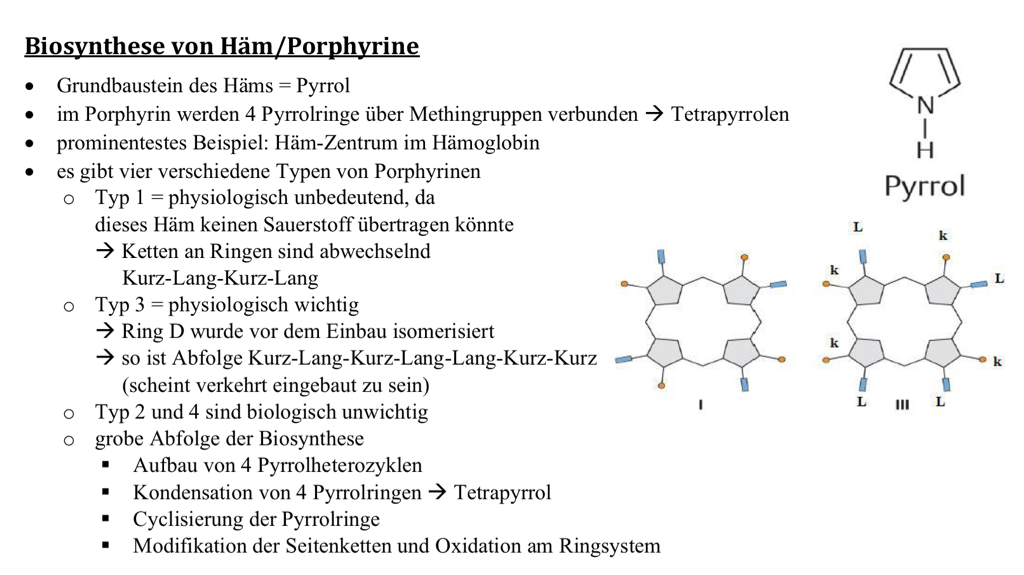 Biosynthese von Häm/Porphyrine
• Grundbaustein des Häms = Pyrrol
• im Porphyrin werden 4 Pyrrolringe über Methingruppen verbunden → Tetrapyrrolen
• prominentestes Beispiel: Häm-Zentrum im Hämoglobin
• es gibt vier verschiedene Typen von Porphyrinen
o Typ 1 = physiologisch unbedeutend, da
dieses Häm keinen Sauerstoff übertragen könnte
→ Ketten an Ringen sind abwechselnd
Kurz-Lang-Kurz-Lang
o Typ 3 = physiologisch wichtig
→ Ring D wurde vor dem Einbau isomerisiert
→ so ist Abfolge Kurz-Lang-Kurz-Lang-Lang-Kurz-Kurz
(scheint verkehrt eingebaut zu sein)
o Typ 2 und 4 sind biologisch unwichtig
o grobe Abfolge der Biosynthese
▪ Aufbau von 4 Pyrrolheterozyklen
▪ Kondensation von 4 Pyrrolringen → Tetrapyrrol
▪ Cyclisierung der Pyrrolringe
▪ Modifikation der Seitenketten und Oxidation am Ringsystem
N
H
Pyrrol
I
L
k
k
L
k
k
L
III
L